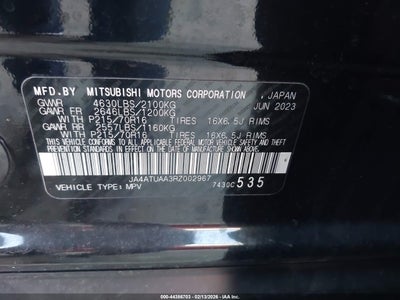 MFD.BY MITSUBISHI MOTORS CORPORATION , JAPAN
GVWR 4630LBS/2100KG JUN 2023
GAWR FR 2646LBS/1200KG
WITH P215/70R16 TIRES 16X6.5J RIMS
GAWR RR 2557LBS/1160KG
WITH P215/70R16 TIRES 16X6.5J RIMS
THIS VEHICLE CONFORMS TO ALL APPLICABLE
FEDERAL MOTOR VEHICLE SAFETY AND THEFT
PREVENTION STANDARDS IN EFFECT ON THE
DATE OF MANUFACTURE SHOWN ABOVE.
JA4ATUAA3RZ002967
VEHICLE TYPE: MPV 7430C 535
000-44358703 - 02/13/2026 - IAA Inc.